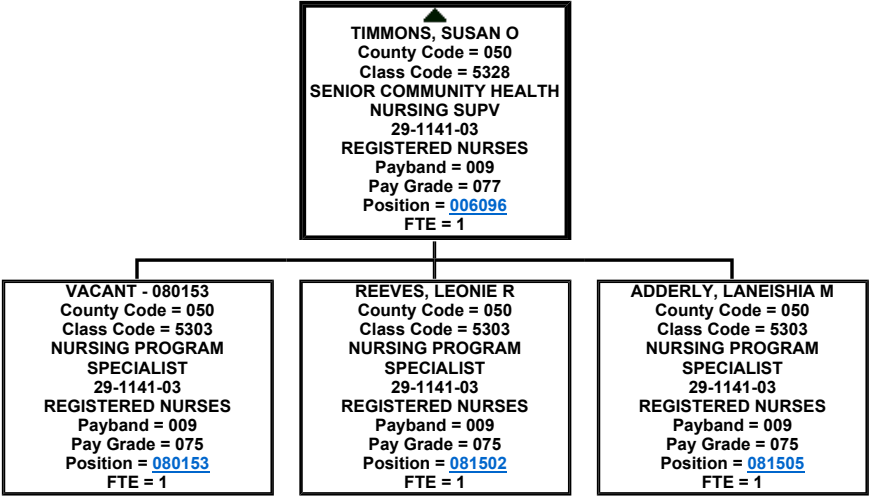 TIMMONS, SUSAN O
County Code = 050
Class Code = 5328
SENIOR COMMUNITY HEALTH
NURSING SUPV
29-1141-03
REGISTERED NURSES
Payband = 009
Pay Grade = 077
Position = 006096
FTE = 1
VACANT - 080153
County Code = 050
Class Code = 5303
NURSING PROGRAM
SPECIALIST
29-1141-03
REGISTERED NURSES
Payband = 009
Pay Grade = 075
Position = 080153
FTE = 1
REEVES, LEONIE R
County Code = 050
Class Code = 5303
NURSING PROGRAM
SPECIALIST
29-1141-03
REGISTERED NURSES
Payband = 009
Pay Grade = 075
Position = 081502
FTE = 1
ADDERLY, LANEISHIA M
County Code = 050
Class Code = 5303
NURSING PROGRAM
SPECIALIST
29-1141-03
REGISTERED NURSES
Payband = 009
Pay Grade = 075
Position = 081505
FTE = 1